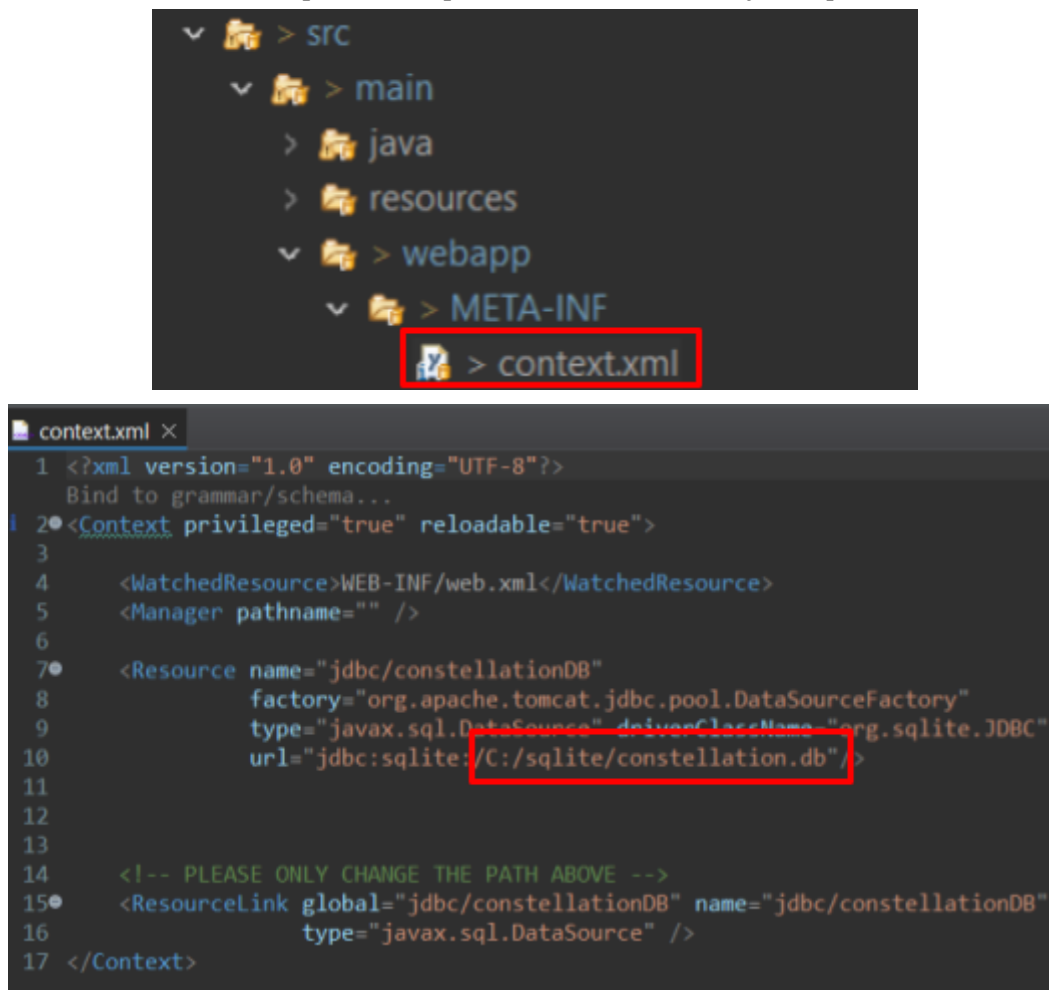 > src
> main
java
resources
> webapp
> META-INF
> context.xml
context.xml ×
1 <?xml version="1.0" encoding="UTF-8"?>
Bind to grammar/schema...
2 <Context privileged="true" reloadable="true">
3
4 <WatchedResource>WEB-INF/web.xml</WatchedResource>
5 <Manager pathname="" />
6
7 <Resource name="jdbc/constellationDB"
8 factory="org.apache.tomcat.jdbc.pool.DataSourceFactory"
9 type="javax.sql.DataSource" driverClassName="org.sqlite.JDBC"
10 url="jdbc:sqlite:/C:/sqlite/constellation.db"/>
11
12
13
14 <!-- PLEASE ONLY CHANGE THE PATH ABOVE -->
15 <ResourceLink global="jdbc/constellationDB" name="jdbc/constellationDB"
16 type="javax.sql.DataSource" />
17 </Context>